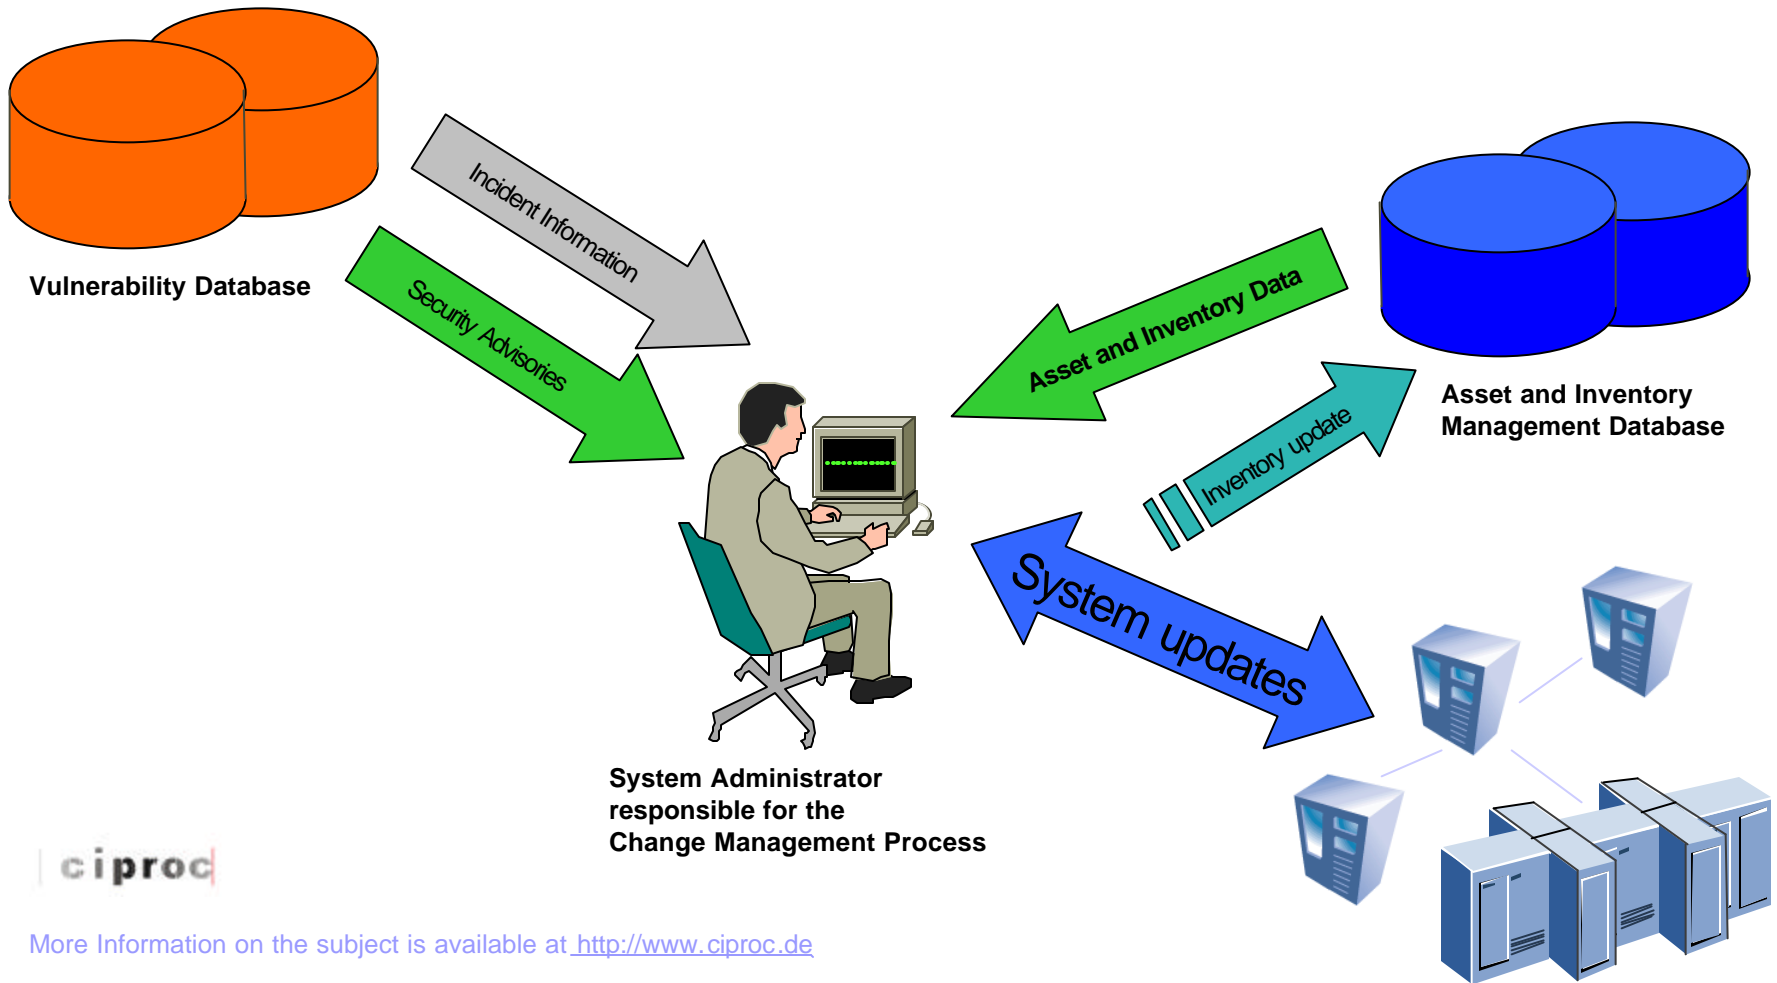 Incident Information
Vulnerability Database
Security Advisories
Asset and Inventory Data
Asset and Inventory
Management Database
Inventory update
System updates
System Administrator
responsible for the
Change Management Process
ciproc
More Information on the subject is available at http://www.ciproc.de